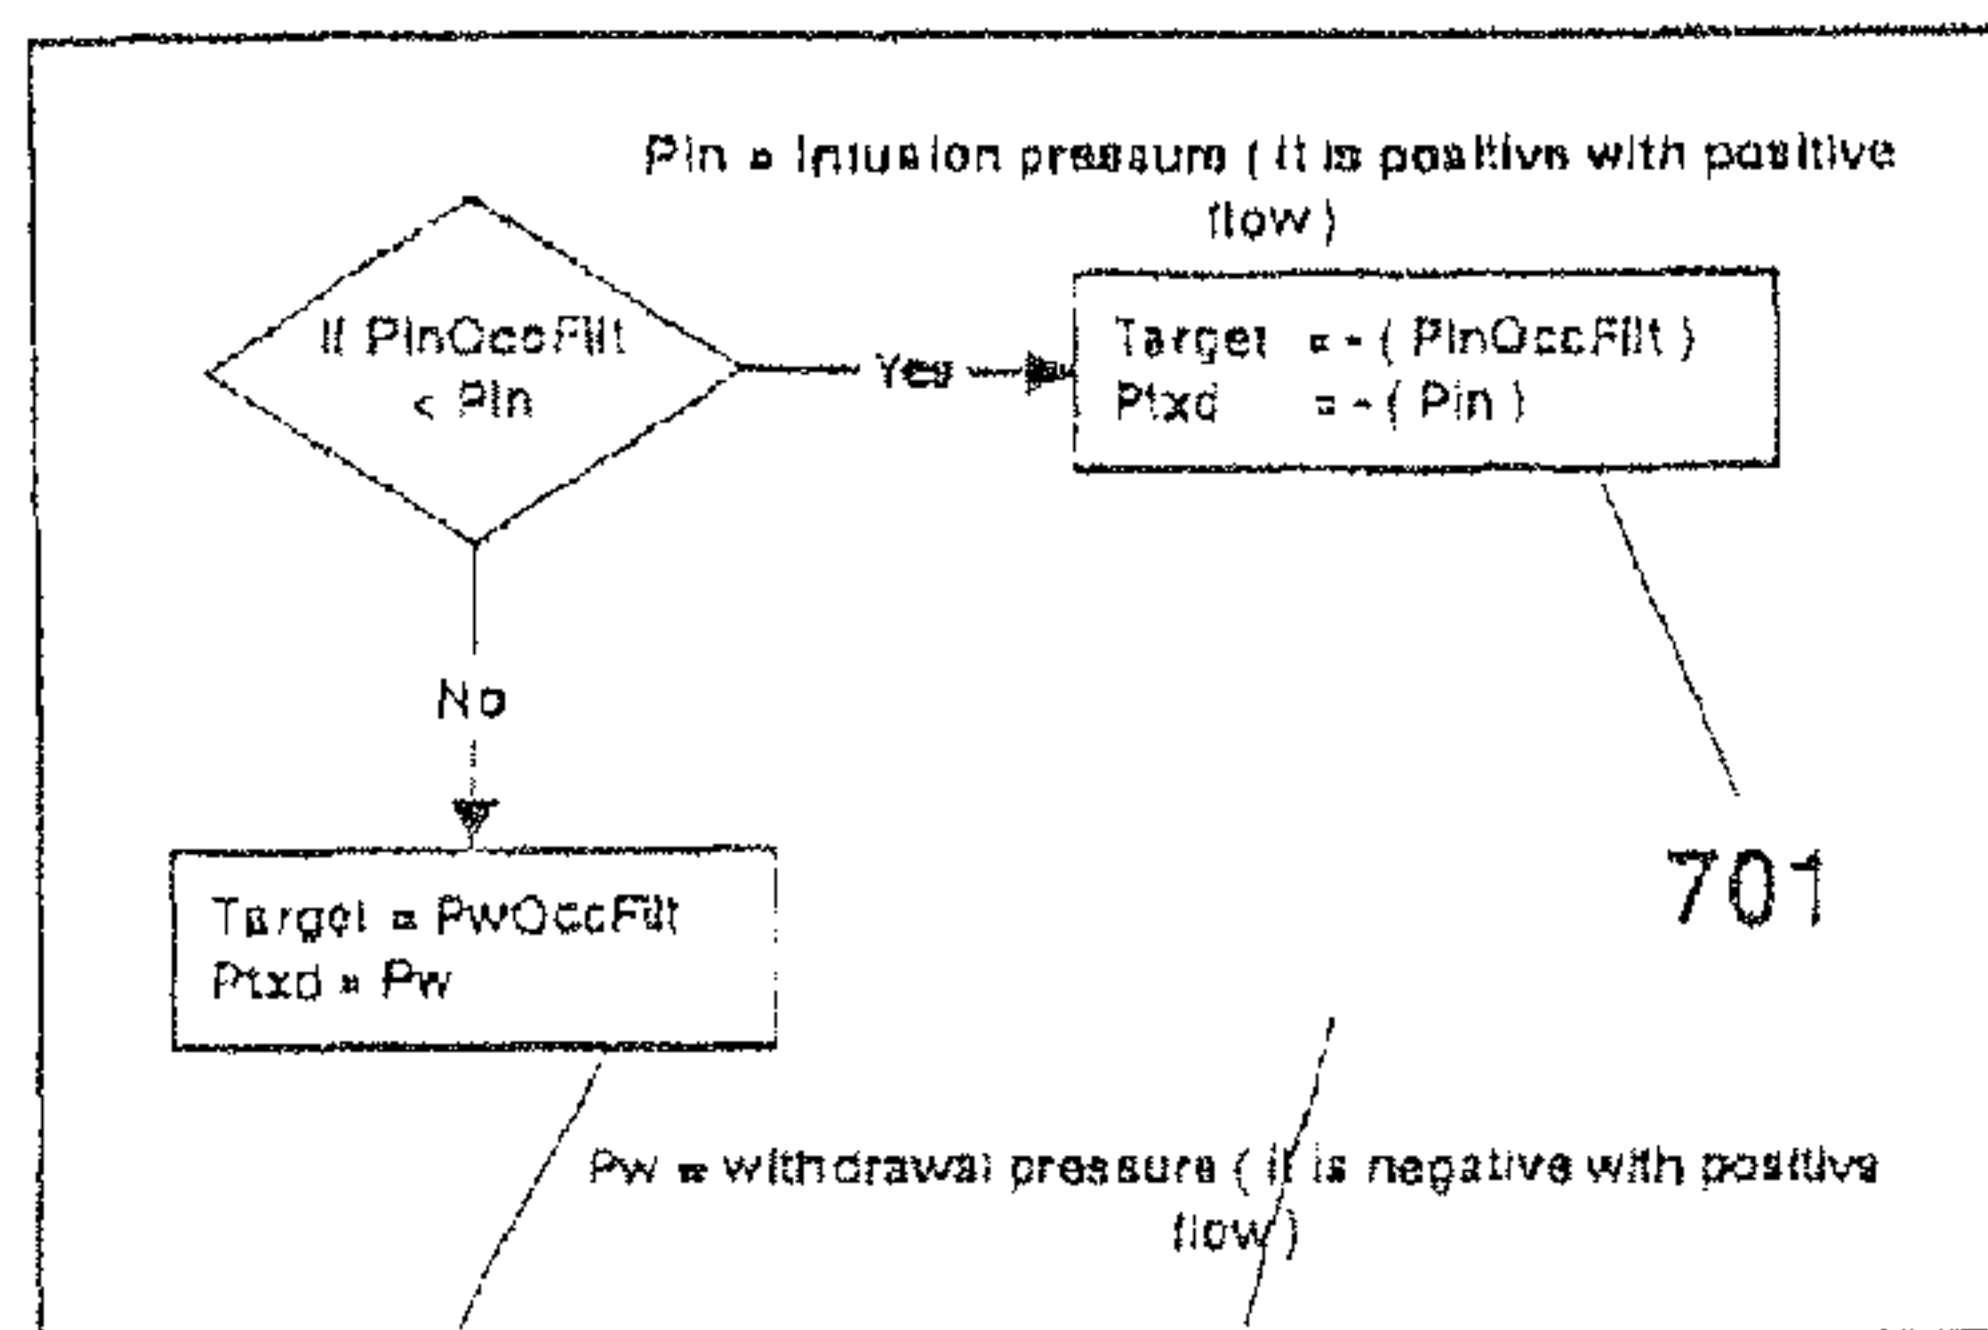 Pin = Infusion pressure ( it is positive with positive
flow )
If PinOccFilt
< Pin
Yes
Target = - ( PinOccFilt )
Ptxd = - ( Pin )
No
701
Target = PwOccFilt
Ptxd = Pw
Pw = withdrawal pressure ( it is negative with positive
flow )